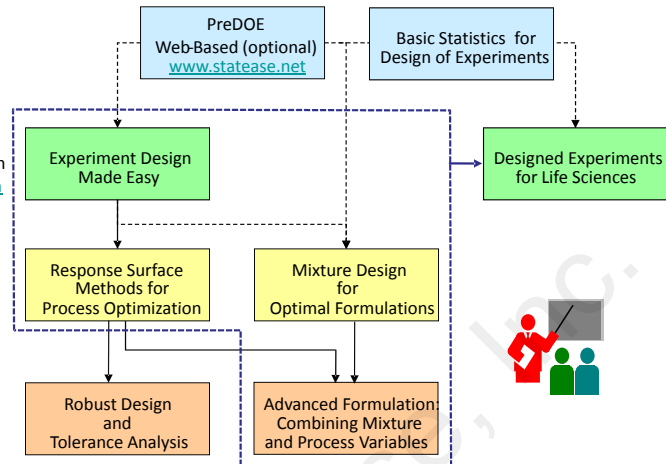 PreDOE
Web-Based (optional)
www.statease.net
Basic Statistics for
Design of Experiments
Experiment Design
Made Easy
Designed Experiments
for Life Sciences
Response Surface
Methods for
Process Optimization
Mixture Design
for
Optimal Formulations
Robust Design
and
Tolerance Analysis
Advanced Formulation:
Combining Mixture
and Process Variables
, Inc.